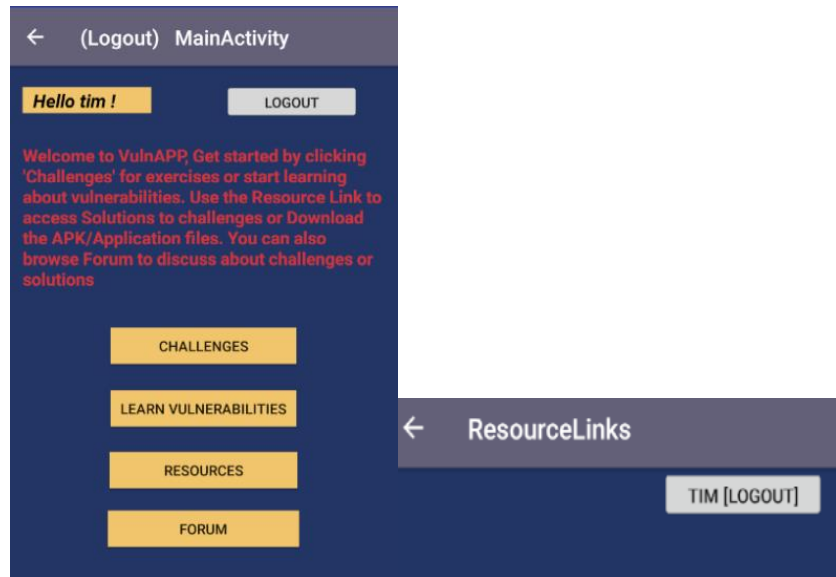 ← (Logout) MainActivity
Hello tim !
LOGOUT
Welcome to VulnAPP, Get started by clicking
'Challenges' for exercises or start learning
about vulnerabilities. Use the Resource Link to
access Solutions to challenges or Download
the APK/Application files. You can also
browse Forum to discuss about challenges or
solutions
CHALLENGES
LEARN VULNERABILITIES
RESOURCES
FORUM
← ResourceLinks
TIM [LOGOUT]